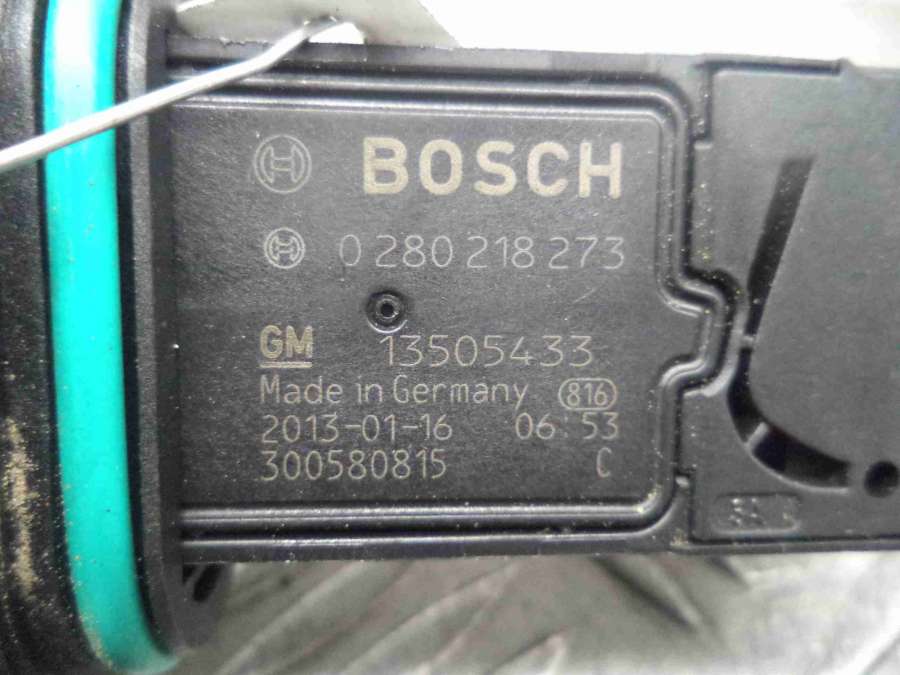 BOSCH
0 280 218 273
GM 13505433
Made in Germany 816
2013-01-16 06:53
300580815 C